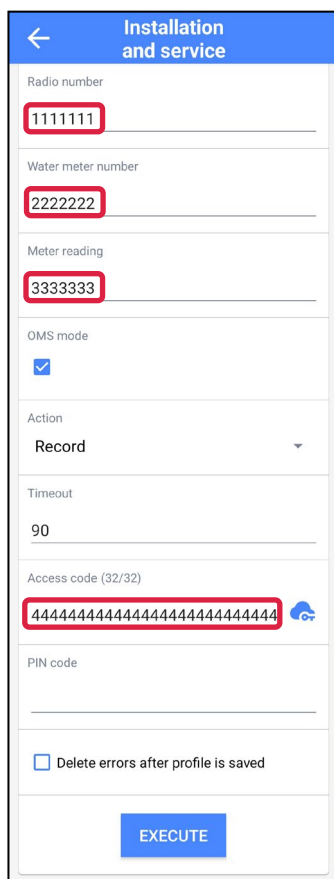 Installation
and service
Radio number
1111111
Water meter number
2222222
Meter reading
3333333
OMS mode
Action
Record
Timeout
90
Access code (32/32)
444444444444444444444444444
PIN code
Delete errors after profile is saved
EXECUTE